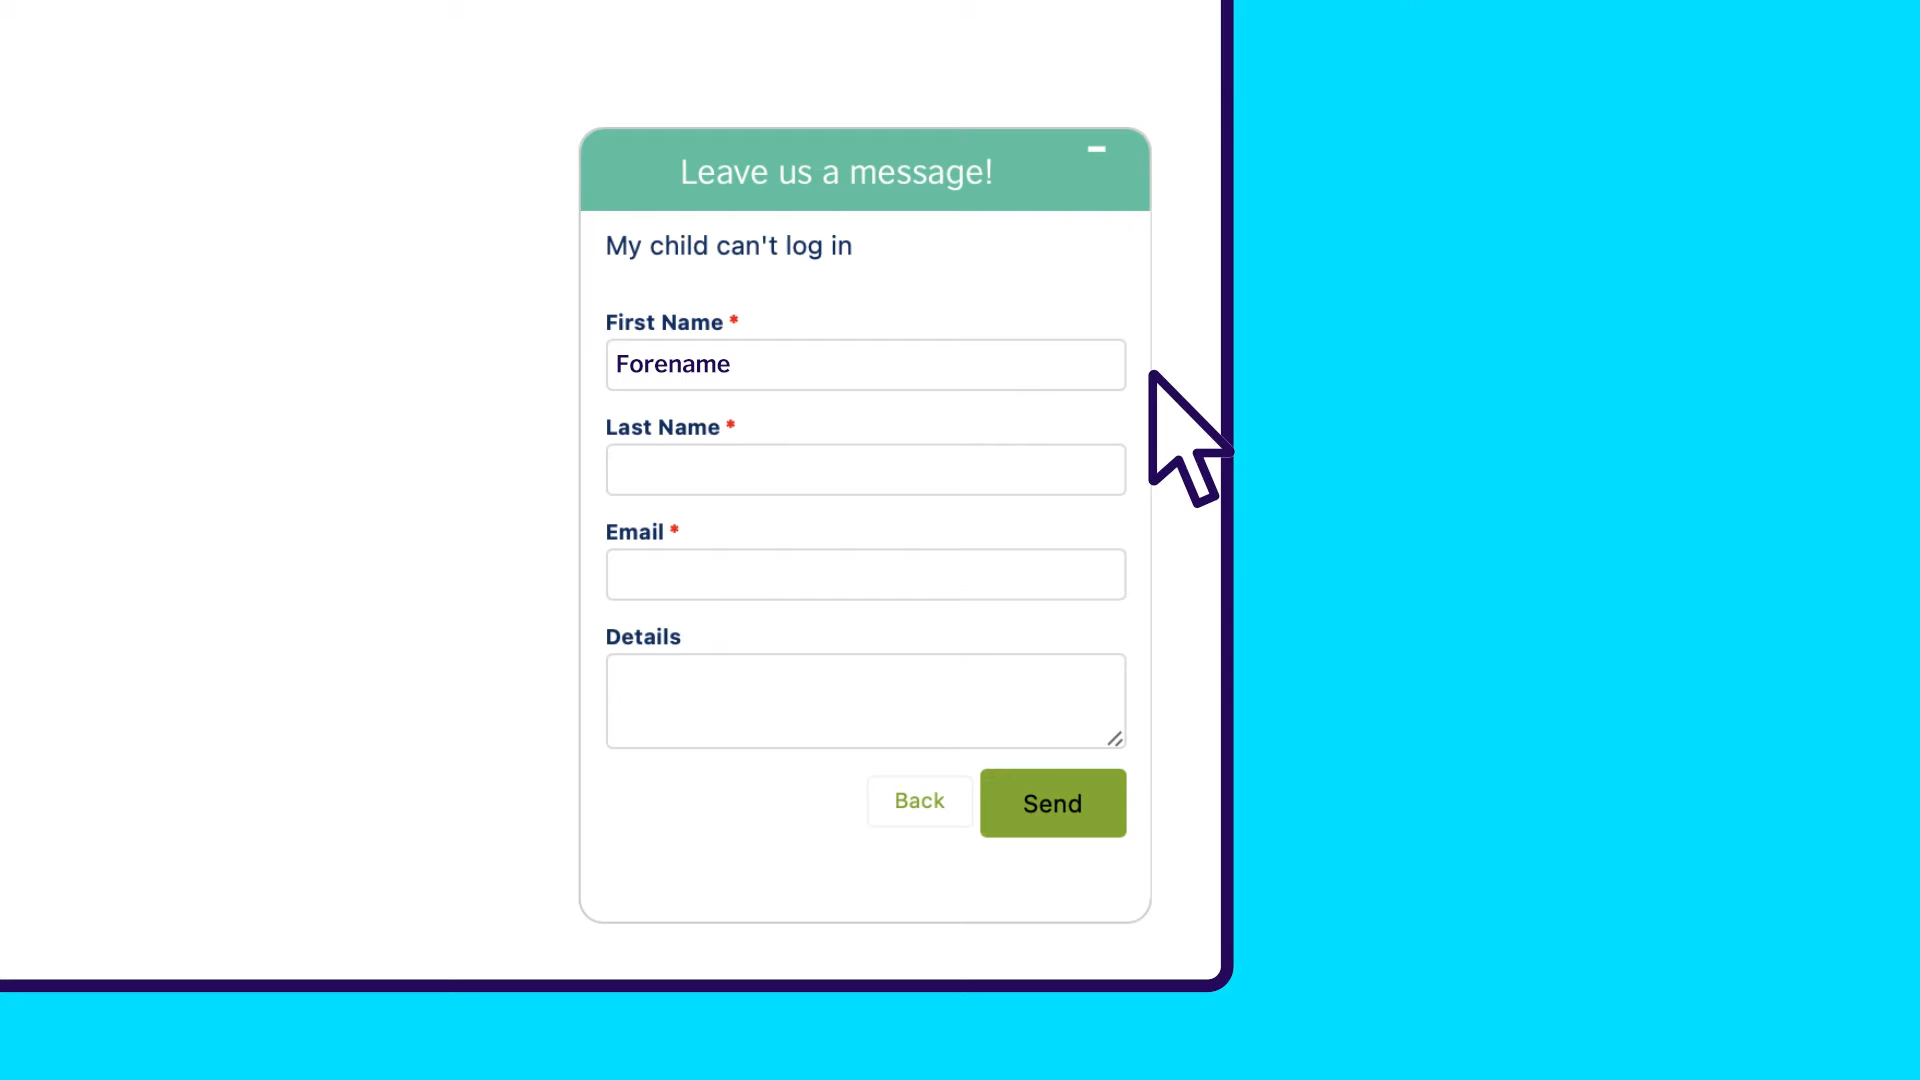 Leave us a message!
My child can't log in
First Name *
Forename
Last Name *
Email *
Details
Back
Send